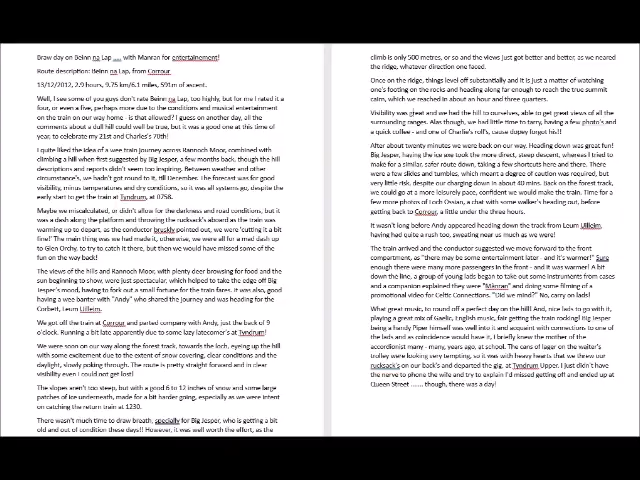 Braw day on Beinn na Lap .... with Manran for entertainement!
Route description: Beinn na Lap, from Corrour
13/12/2012, 2.9 hours, 9.75 km/6.1 miles, 591m of ascent.
Well, I see some of you guys don't rate Beinn na Lap, too highly, but for me I rated it a
four, or even a five, perhaps more due to the conditions and musical entertainment
on the train on our way home - is that allowed? I guess on another day, all the
comments about a dull hill could well be true, but it was a good one at this time of
year, to celebrate my 21st and Charles's 70th!
I quite liked the idea of a wee train journey across Rannoch Moor, combined with
climbing a hill when first suggested by Big Jesper, a few months back, though the hill
descriptions and reports didn't seem too inspiring. Between weather and other
circumstance's, we hadn't got round to it, till December. The forecast was for good
visibility, minus temperatures and dry conditions, so it was all systems go, despite the
early start to get the train at Tyndrum, at 0758.
Maybe we miscalculated, or didn't allow for the darkness and road conditions, but it
was a dash along the platform and throwing the rucksack's aboard as the train was
warming up to depart, as the conductor bruskly pointed out, we were 'cutting it a bit
fine'! The main thing was we had made it, otherwise, we were all for a mad dash up
to Glen Orchy, to try to catch it there, but then we would have missed some of the
fun on the way back!
The views of the hills and Rannoch Moor, with plenty deer browsing for food and the
sun beginning to show, were just spectacular, which helped to take the edge off Big
Jesper's mood, having to fork out a small fortune for the train fares. It was also, good
having a wee banter with "Andy" who shared the journey and was heading for the
Corbett, Leum Uilleim.
We got off the train at Corrour and parted company with Andy, just the back of 9
o'clock. Running a bit late apparently due to some lazy latecomer's at Tyndrum!
We were soon on our way along the forest track, towards the loch, eyeing up the hill
with some excitement due to the extent of snow covering, clear conditions and the
daylight, slowly poking through. The route is pretty straight forward and in clear
visibility even I could not get lost!
The slopes aren't too steep, but with a good 6 to 12 inches of snow and some large
patches of ice underneath, made for a bit harder going, especially as we were intent
on catching the return train at 1230.
There wasn't much time to draw breath, specially for Big Jesper, who is getting a bit
old and out of condition these days!! However, it was well worth the effort, as the
climb is only 500 metres, or so and the views just got better and better, as we neared
the ridge, whatever direction one faced.
Once on the ridge, things level off substantially and it is just a matter of watching
one's footing on the rocks and heading along far enough to reach the true summit
cairn, which we reached in about an hour and three quarters.
Visibility was great and we had the hill to ourselves, able to get great views of all the
surrounding ranges. Alas though, we had little time to tarry, having a few photo's and
a quick coffee - and one of Charlie's rolls, cause dopey forgot his!!
After about twenty minutes we were back on our way. Heading down was great fun!
Big Jesper, having the ice axe took the more direct, steep descent, whereas I tried to
make for a similar, safer route down, taking a few shortcuts here and there. There
were a few slides and tumbles, which meant a degree of caution was required, but
very little risk, despite our charging down in about 40 mins. Back on the forest track,
we could go at a more leisurely pace, confident we would make the train. Time for a
few more photos of Loch Ossian, a chat with some walker's heading out, before
getting back to Corrour, a little under the three hours.
It wasn't long before Andy appeared heading down the track from Leum Uilleim,
having had quite a rush too, sweating near us much as we were!
The train arrived and the conductor suggested we move forward to the front
compartment, as "there may be some entertainment later - and it's warmer!" Sure
enough there were many more passengers in the front - and it was warmer! A bit
down the line, a group of young lads began to take out some instruments from cases
and a companion explained they were "Mànran" and doing some filming of a
promotional video for Celtic Connections. "Did we mind?" No, carry on lads!
What great music, to round off a perfect day on the hill! And, nice lads to go with it,
playing a great mix of Gaelic, English music, fair getting the train rocking! Big Jesper
being a handy Piper himself was well into it and acquaint with connections to one of
the lads and as coincidence would have it, I briefly knew the mother of the
accordionist many - many, years ago, at school. The cans of lager on the waiter's
trolley were looking very tempting, so it was with heavy hearts that we threw our
rucksack's on our back's and departed the gig, at Tyndrum Upper. I just didn't have
the nerve to phone the wife and try to explain I'd missed getting off and ended up at
Queen Street ....... though, there was a day!